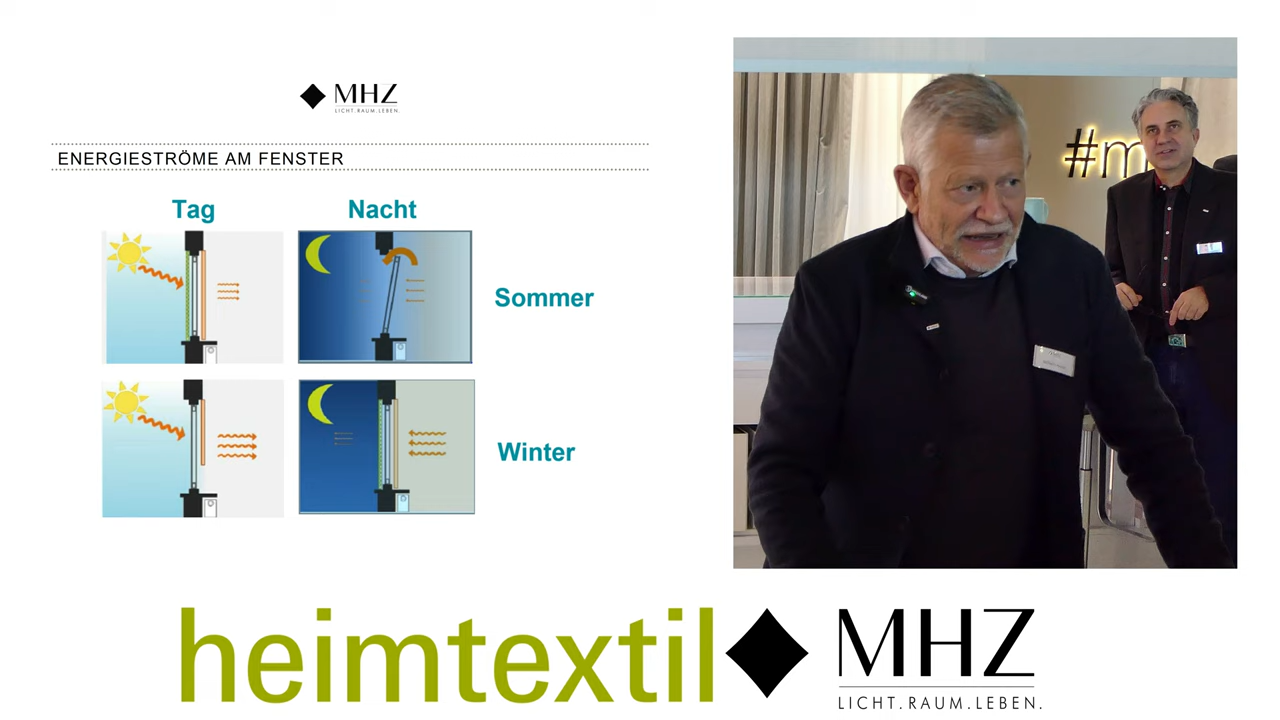 MHZ
LICHT.RAUM.LEBEN.
ENERGIESTRÖME AM FENSTER
Tag
Nacht
Sommer
Winter
#m
heimtextil
MHZ
LICHT.RAUM.LEBEN.